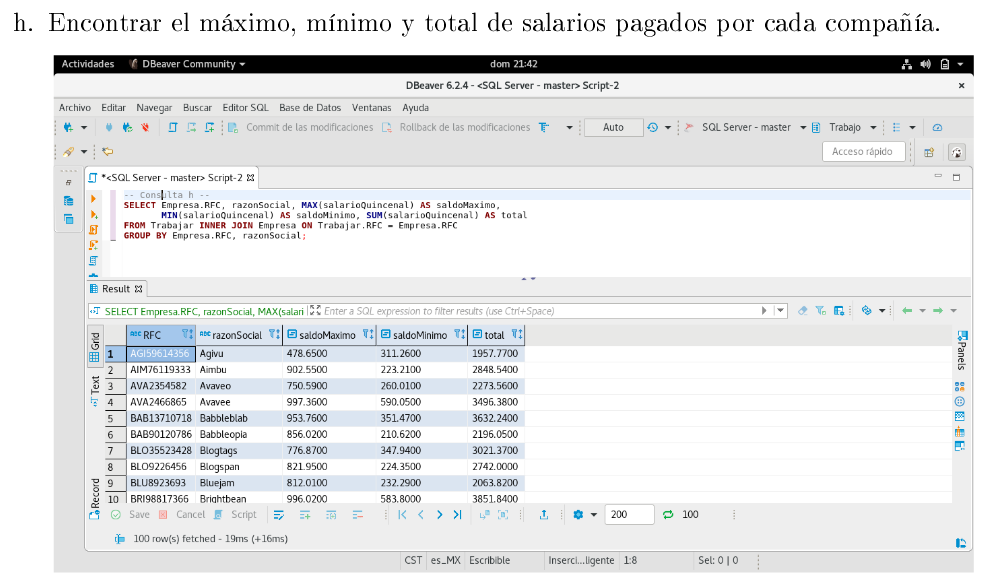 h. Encontrar el máximo, mínimo y total de salarios pagados por cada compañía.
Actividades DBeaver Community dom 21:42
DBeaver 6.2.4 - <SQL Server - master> Script-2
Archivo Editar Navegar Buscar Editor SQL Base de Datos Ventanas Ayuda
Commit de las modificaciones Rollback de las modificaciones Auto SQL Server - master Trabajo
Acceso rápido
*<SQL Server - master> Script-2
-- Consulta h --
SELECT Empresa.RFC, razonSocial, MAX(salarioQuincenal) AS saldoMaximo,
MIN(salarioQuincenal) AS saldoMinimo, SUM(salarioQuincenal) AS total
FROM Trabajar INNER JOIN Empresa ON Trabajar.RFC = Empresa.RFC
GROUP BY Empresa.RFC, razonSocial;
Result
SELECT Empresa.RFC, razonSocial, MAX(salari Enter a SQL expression to filter results (use Ctrl+Space)
Grid
Text
Record
Panels
RFC razonSocial saldoMaximo saldoMinimo total
1 AGI59614356 Agivu 478.6500 311.2600 1957.7700
2 AIM76119333 Aimbu 902.5500 223.2100 2848.5400
3 AVA2354582 Avaveo 750.5900 260.0100 2273.5600
4 AVA2466865 Avavee 997.3600 590.0500 3496.3800
5 BAB13710718 Babbleblab 953.7600 351.4700 3632.2400
6 BAB90120786 Babbleopia 856.0200 210.6200 2196.0500
7 BLO35523428 Blogtags 776.8700 347.9400 3021.3700
8 BLO9226456 Blogspan 821.9500 224.3500 2742.0000
9 BLU8923693 Bluejam 812.0100 232.2900 2063.8200
10 BRI98817366 Brightbean 996.0200 583.8000 3851.8400
Save Cancel Script 200 100
100 row(s) fetched - 19ms (+16ms)
CST es_MX Escribible Inserci...ligente 1:8 Sel: 0 | 0